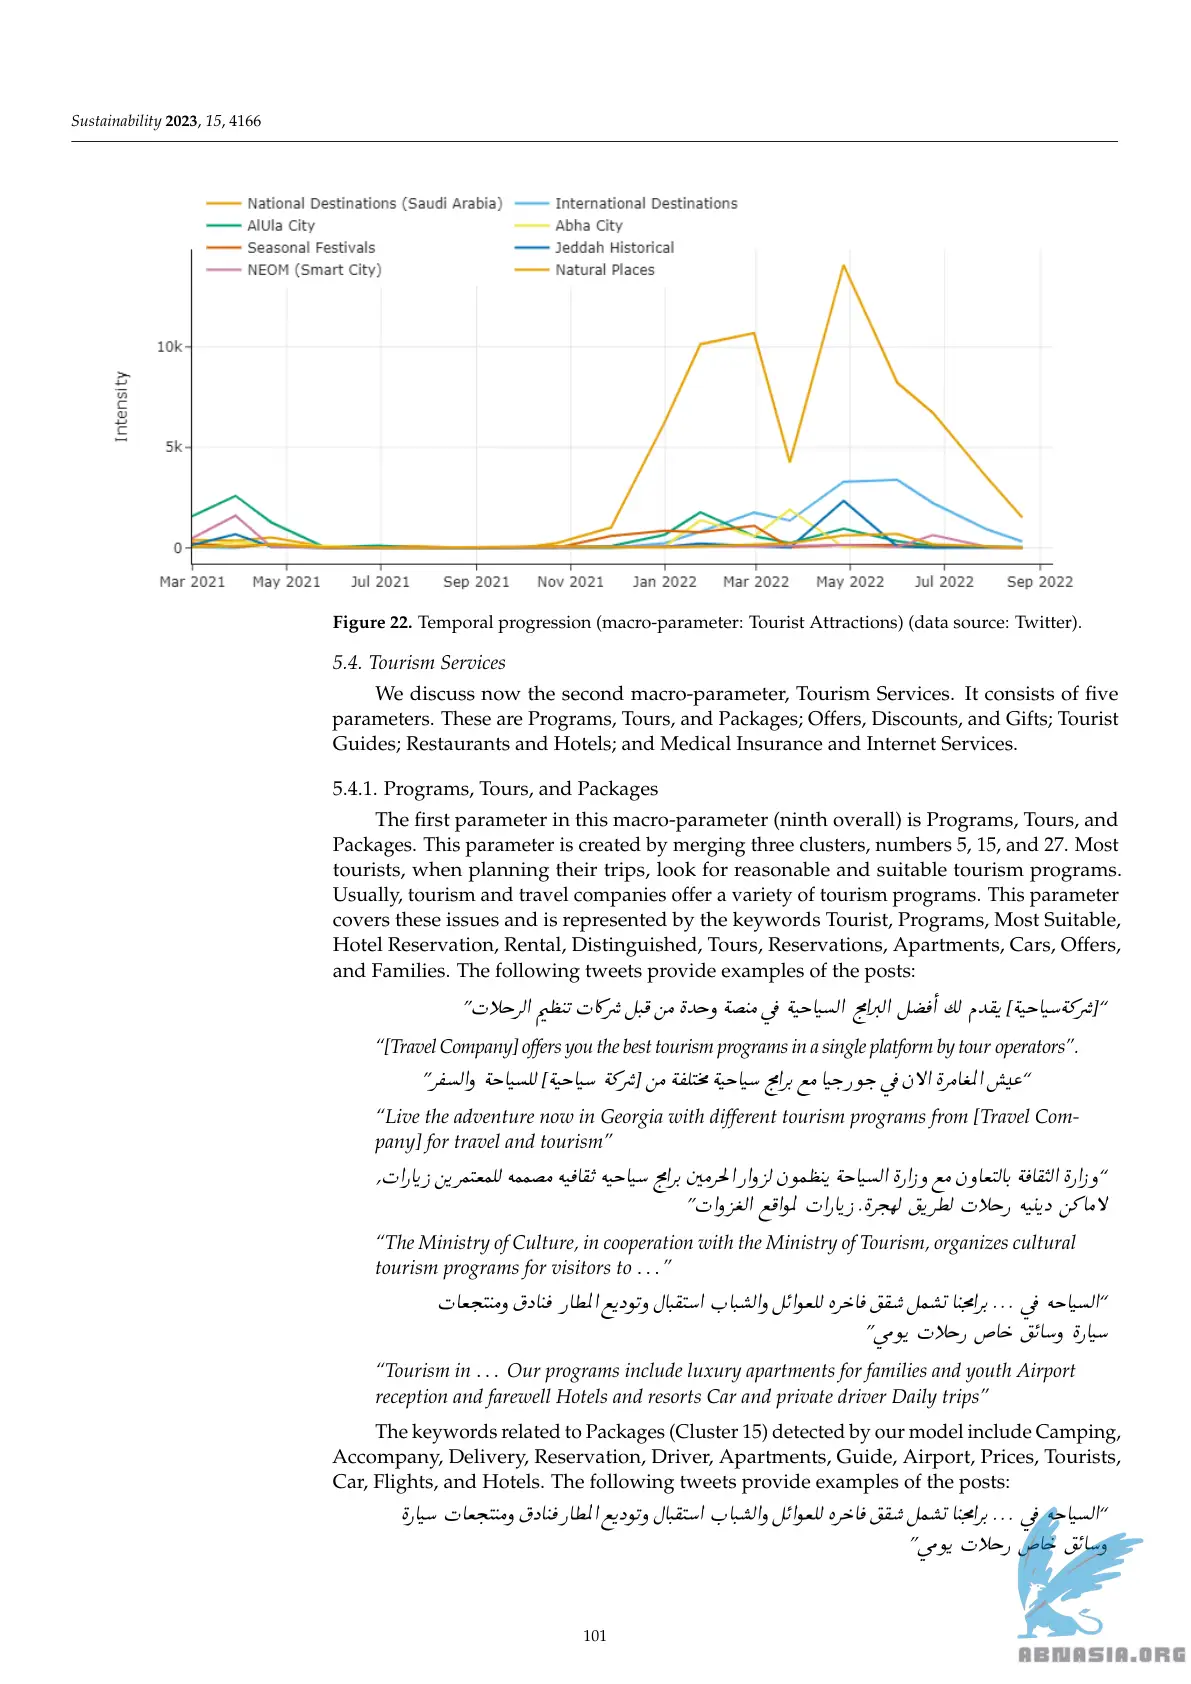 Sustainability 2023, 15, 4166
National Destinations (Saudi Arabia)
International Destinations
AlUla City
Abha City
Seasonal Festivals
Jeddah Historical
NEOM (Smart City)
Natural Places
10k
5k
0
Intensity
Mar 2021
May 2021
Jul 2021
Sep 2021
Nov 2021
Jan 2022
Mar 2022
May 2022
Jul 2022
Sep 2022
Figure 22. Temporal progression (macro-parameter: Tourist Attractions) (data source: Twitter).
5.4. Tourism Services
We discuss now the second macro-parameter, Tourism Services. It consists of five
parameters. These are Programs, Tours, and Packages; Offers, Discounts, and Gifts; Tourist
Guides; Restaurants and Hotels; and Medical Insurance and Internet Services.
5.4.1. Programs, Tours, and Packages
The first parameter in this macro-parameter (ninth overall) is Programs, Tours, and
Packages. This parameter is created by merging three clusters, numbers 5, 15, and 27. Most
tourists, when planning their trips, look for reasonable and suitable tourism programs.
Usually, tourism and travel companies offer a variety of tourism programs. This parameter
covers these issues and is represented by the keywords Tourist, Programs, Most Suitable,
Hotel Reservation, Rental, Distinguished, Tours, Reservations, Apartments, Cars, Offers,
and Families. The following tweets provide examples of the posts:
“[شركةسياحية] يقدم لك أفضل البرامج السياحية في منصة وحدة من قبل شركات تنظيم الرحلات”
“[Travel Company] offers you the best tourism programs in a single platform by tour operators”.
“عيش المغامرة الان في جورجيا مع برامج سياحية مختلفة من [شركة سياحية] للسياحة والسفر”
“Live the adventure now in Georgia with different tourism programs from [Travel Com-
pany] for travel and tourism”
“وزارة الثقافة بالتعاون مع وزارة السياحة ينظمون لزوار الحرمين برامج سياحيه ثقافيه مصممه للمعتمرين زيارات,
لاماكن دينيه رحلات لطريق لهجرة. زيارات لمواقع الغزوات”
“The Ministry of Culture, in cooperation with the Ministry of Tourism, organizes cultural
tourism programs for visitors to . . . ”
“السياحه في . . . برامجنا تشمل شقق فاخره للعوائل والشباب استقبال وتوديع المطار فنادق ومنتجعات
سيارة وسائق خاص رحلات يومي”
“Tourism in . . . Our programs include luxury apartments for families and youth Airport
reception and farewell Hotels and resorts Car and private driver Daily trips”
The keywords related to Packages (Cluster 15) detected by our model include Camping,
Accompany, Delivery, Reservation, Driver, Apartments, Guide, Airport, Prices, Tourists,
Car, Flights, and Hotels. The following tweets provide examples of the posts:
“السياحه في . . . برامجنا تشمل شقق فاخره للعوائل والشباب استقبال وتوديع المطار فنادق ومنتجعات سيارة
وسائق خاص رحلات يومي”
101
ABNASIA.ORG